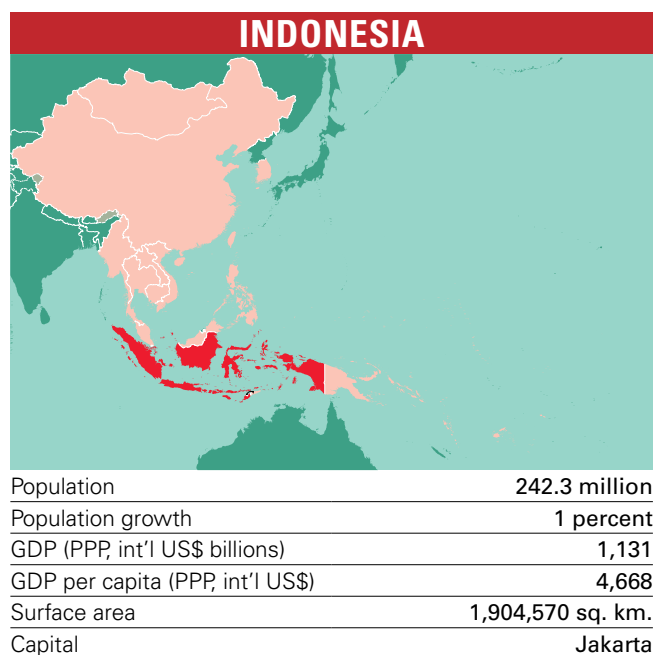 INDONESIA
Population 242.3 million
Population growth 1 percent
GDP (PPP, int'l US$ billions) 1,131
GDP per capita (PPP, int'l US$) 4,668
Surface area 1,904,570 sq. km.
Capital Jakarta